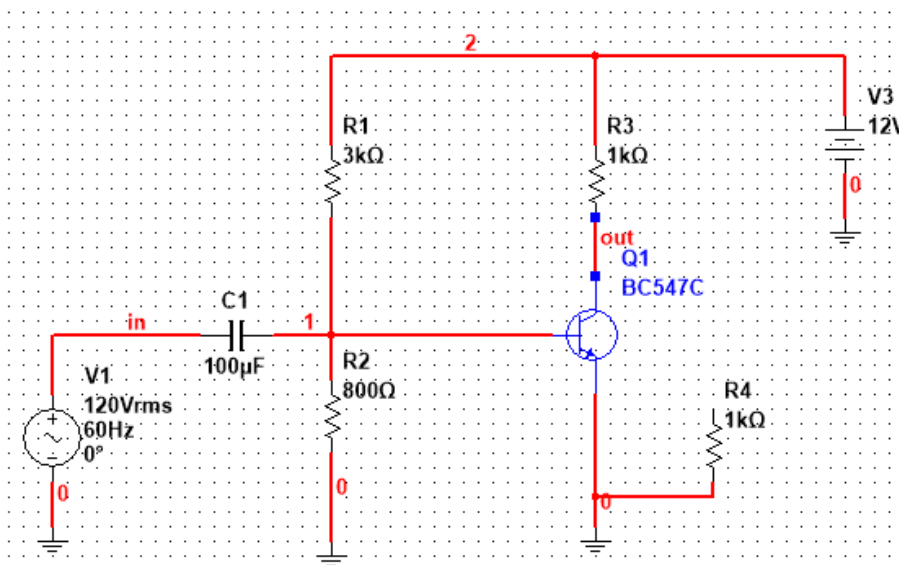 2
V3
12V
R1
3kΩ
R3
1kΩ
0
out
Q1
BC547C
C1
in
1
100µF
R2
800Ω
V1
120Vrms
60Hz
0°
R4
1kΩ
0
0
0